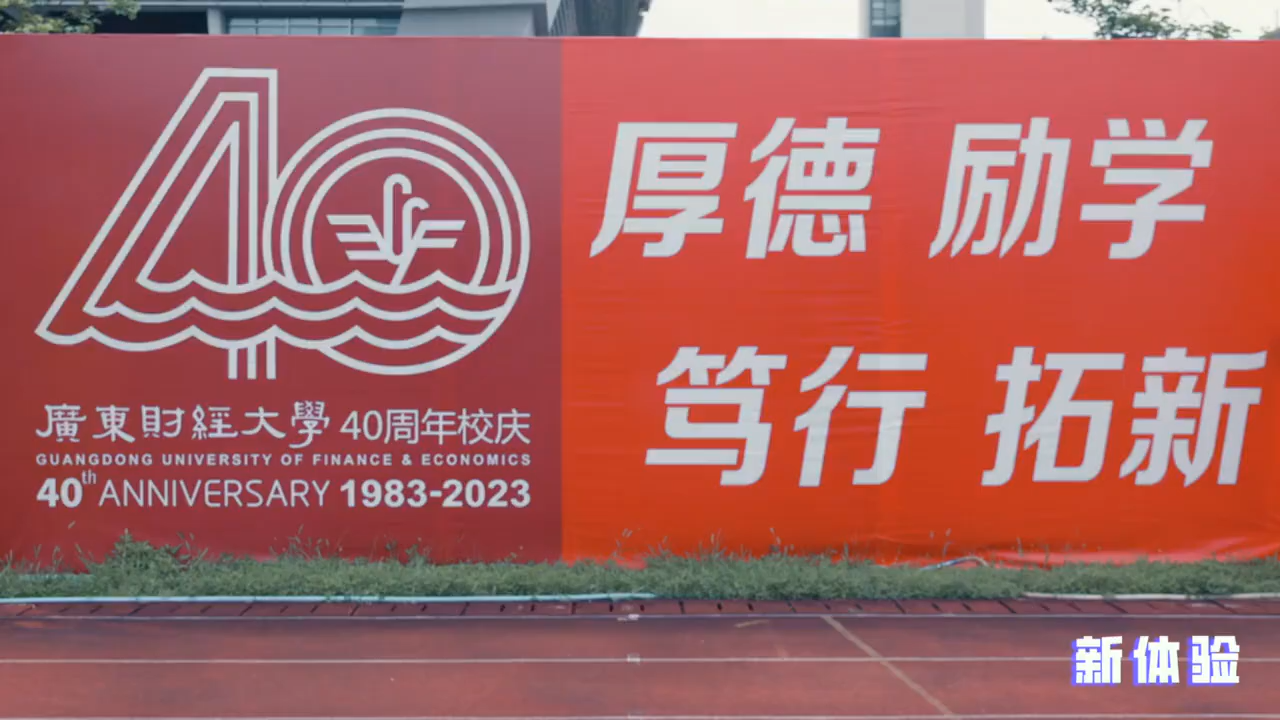 40
廣東財經大學 40周年校庆
GUANGDONG UNIVERSITY OF FINANCE & ECONOMICS
40th ANNIVERSARY 1983-2023
厚德 励学
笃行 拓新
新体验